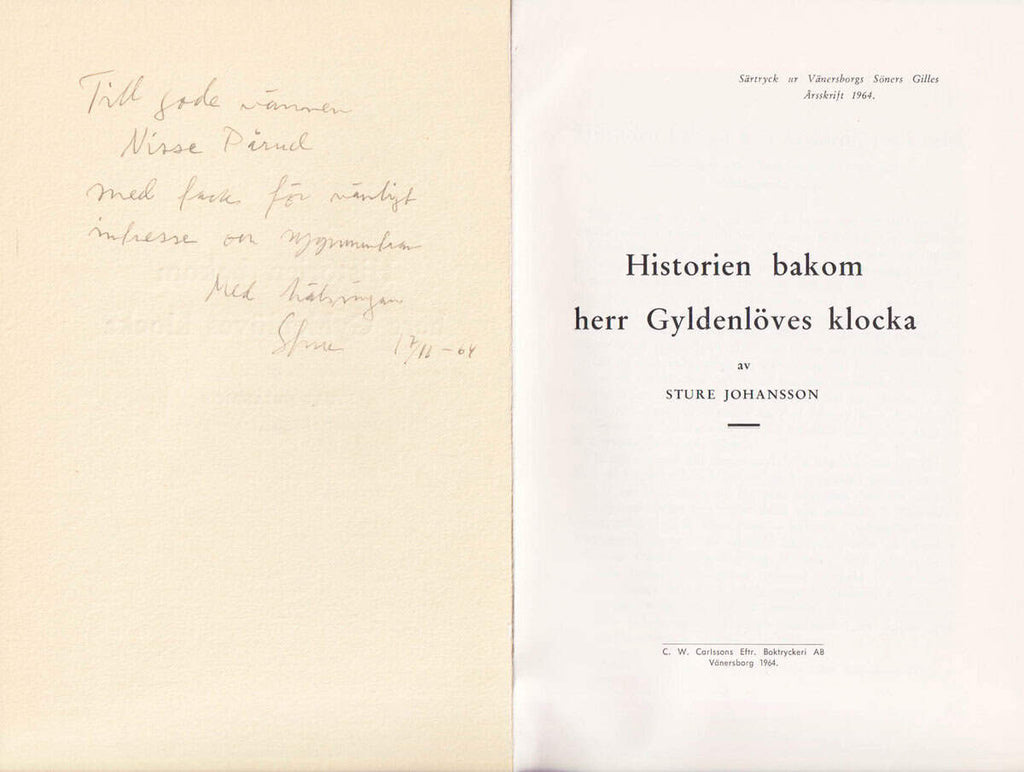 Till gode vännen
Nisse Pårud
med tack för vänligt
intresse och uppmuntran
Med hälsningar
Sture 17/11 - 64
Särtryck ur Vänersborgs Söners Gilles
Årsskrift 1964.
Historien bakom
herr Gyldenlöves klocka
av
STURE JOHANSSON
C. W. Carlssons Eftr. Boktryckeri AB
Vänersborg 1964.